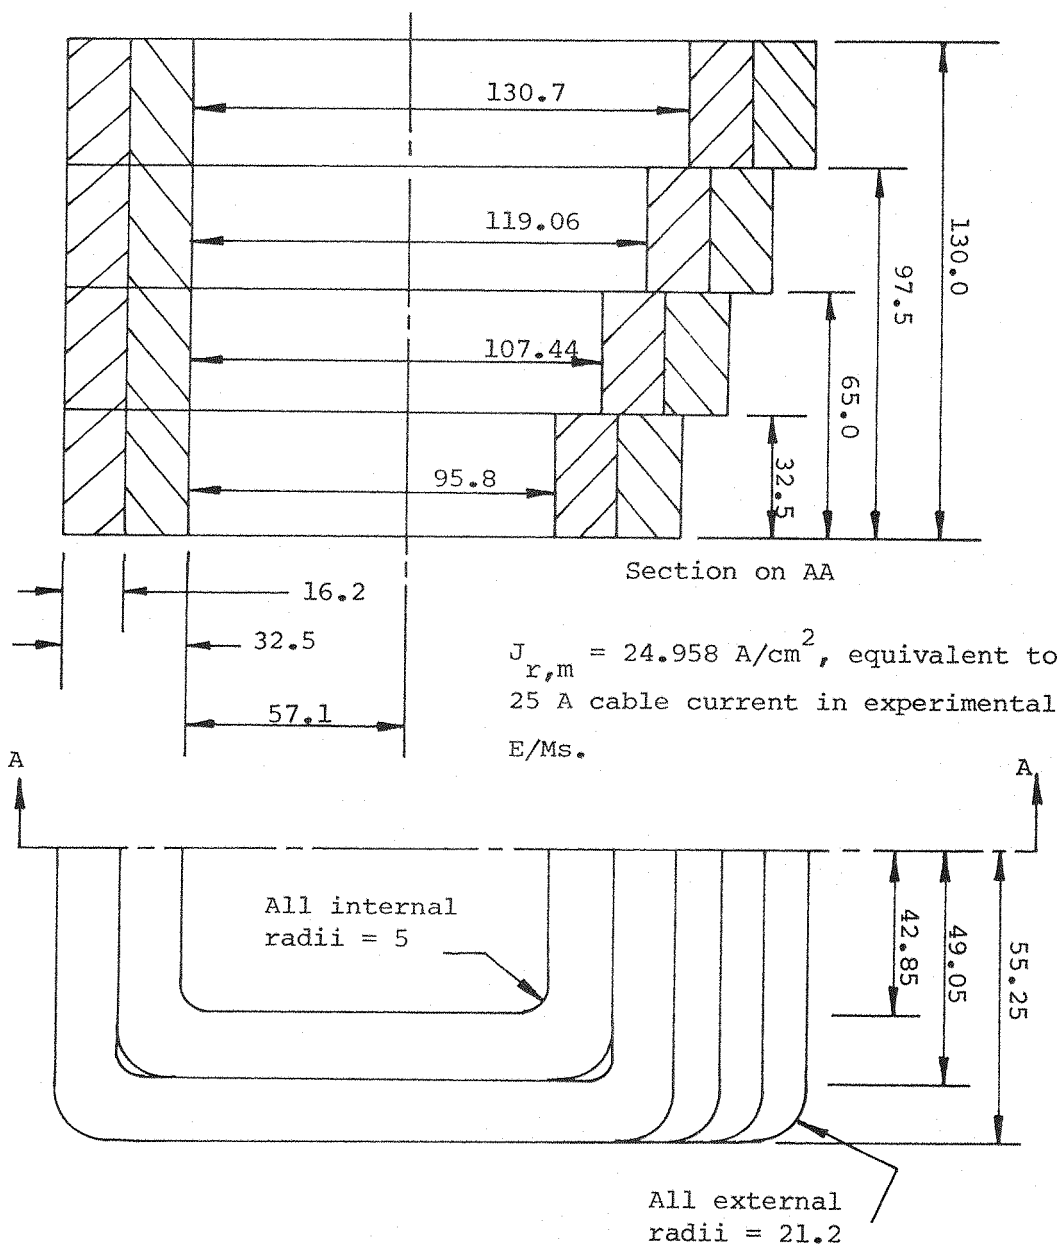 130.7
119.06
130.0
97.5
107.44
65.0
95.8
32.5
Section on AA
16.2
32.5
J r,m = 24.958 A/cm², equivalent to
57.1
25 A cable current in experimental
E/Ms.
A
A
All internal
radii = 5
42.85
49.05
55.25
All external
radii = 21.2